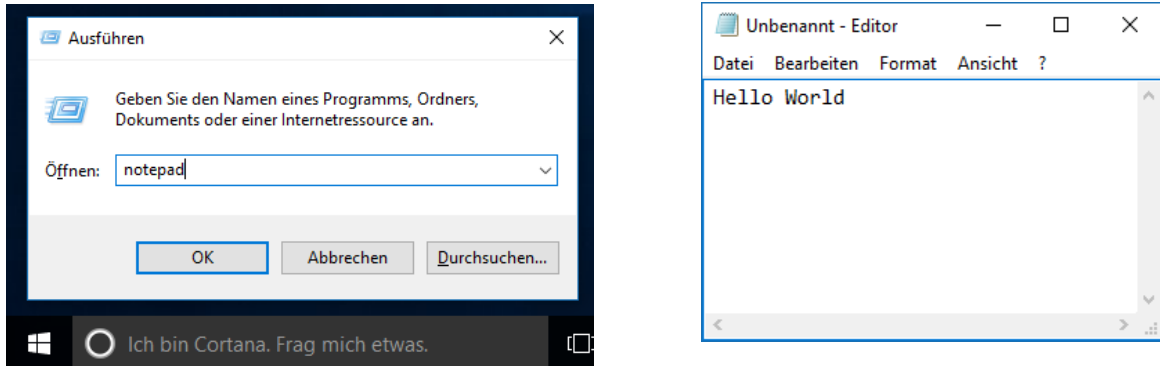 Ausführen
Geben Sie den Namen eines Programms, Ordners,
Dokuments oder einer Internetressource an.
Öffnen: notepad
OK Abbrechen Durchsuchen...
Ich bin Cortana. Frag mich etwas.
Unbenannt - Editor
Datei Bearbeiten Format Ansicht ?
Hello World